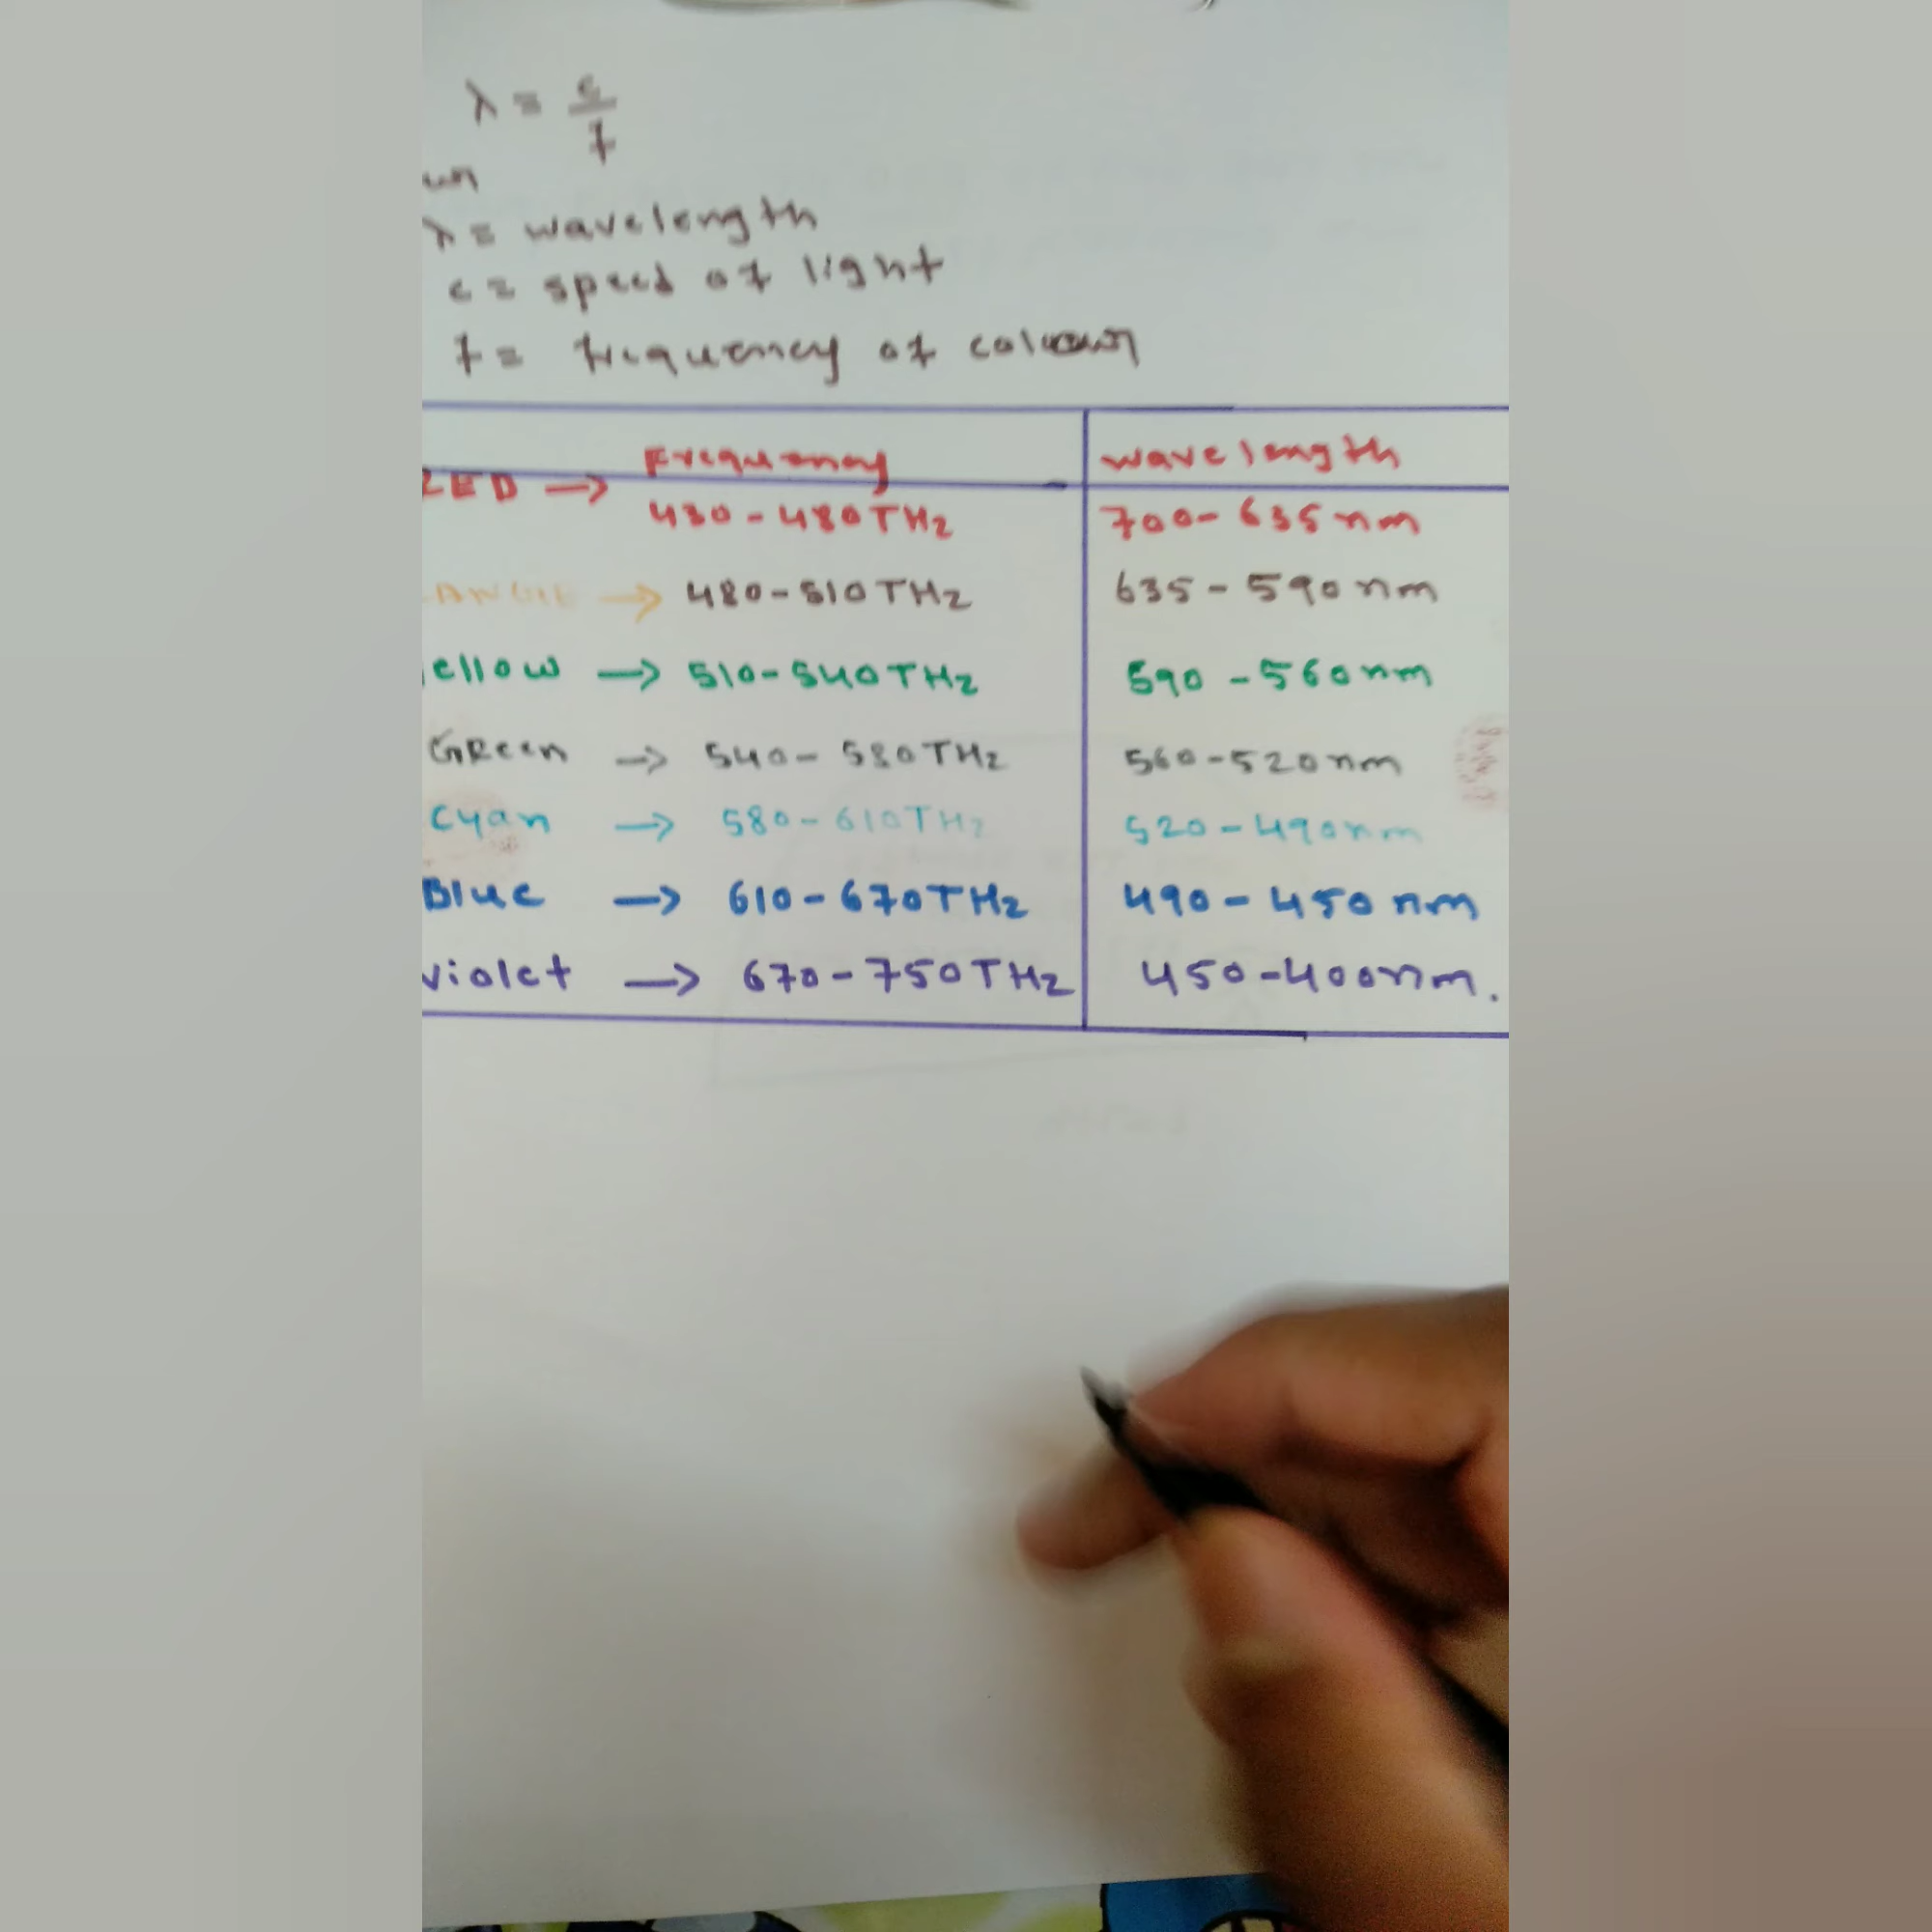 λ = c
f
λ = wavelength
c = speed of light
f = frequency of colour
Frequency wavelength
RED → 430-480THz 700-635nm
→ 480-510THz 635-590nm
ellow → 510-540THz 590-560nm
GReen → 540-580THz 560-520nm
Cyan → 580-610THz 520-490nm
Blue → 610-670THz 490-450nm
violet → 670-750THz 450-400nm.